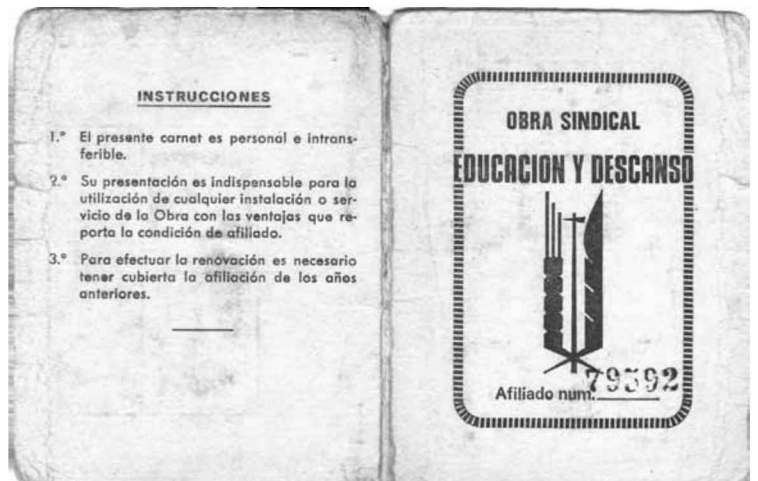 INSTRUCCIONES
1.º El presente carnet es personal e intrans-
ferible.
2.º Su presentación es indispensable para la
utilización de cualquier instalación o ser-
vicio de la Obra con las ventajas que re-
porta la condición de afiliado.
3.º Para efectuar la renovación es necesario
tener cubierta la afiliación de los años
anteriores.
OBRA SINDICAL
EDUCACION Y DESCANSO
Afiliado num. 79592